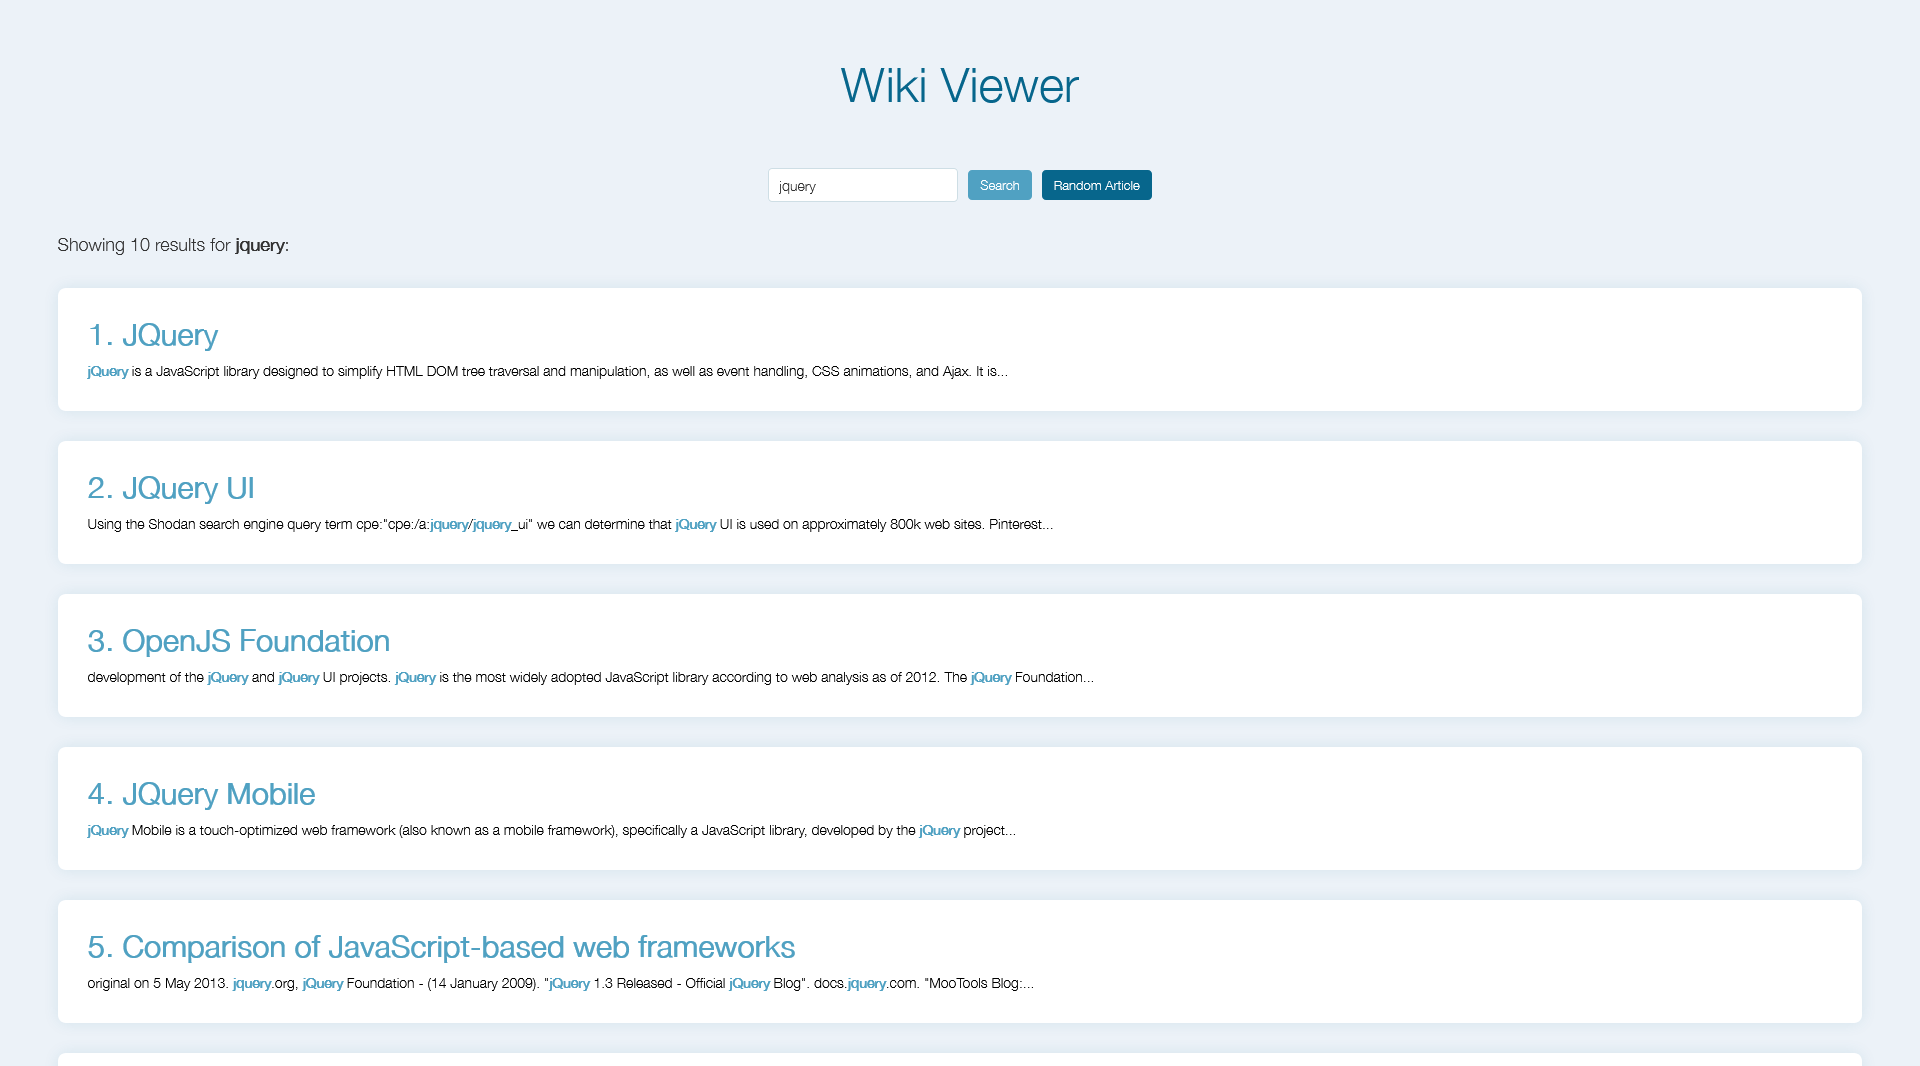 Wiki Viewer
jquery Search Random Article
Showing 10 results for jquery:
1. JQuery
jQuery is a JavaScript library designed to simplify HTML DOM tree traversal and manipulation, as well as event handling, CSS animations, and Ajax. It is...
2. JQuery UI
Using the Shodan search engine query term cpe:"cpe:/a:jquery/jquery_ui" we can determine that jQuery UI is used on approximately 800k web sites. Pinterest...
3. OpenJS Foundation
development of the jQuery and jQuery UI projects. jQuery is the most widely adopted JavaScript library according to web analysis as of 2012. The jQuery Foundation...
4. JQuery Mobile
jQuery Mobile is a touch-optimized web framework (also known as a mobile framework), specifically a JavaScript library, developed by the jQuery project...
5. Comparison of JavaScript-based web frameworks
original on 5 May 2013. jquery.org, jQuery Foundation - (14 January 2009). "jQuery 1.3 Released - Official jQuery Blog". docs.jquery.com. "MooTools Blog:...